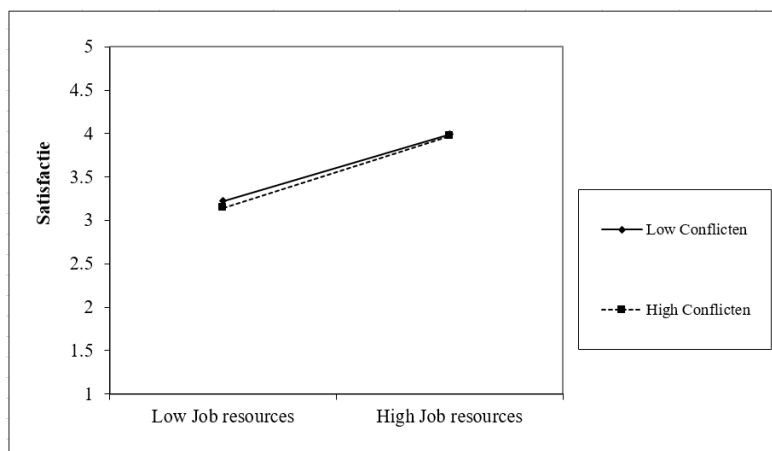 Satisfactie
5
4.5
4
3.5
3
2.5
2
1.5
1
Low Job resources
High Job resources
Low Conflicten
High Conflicten